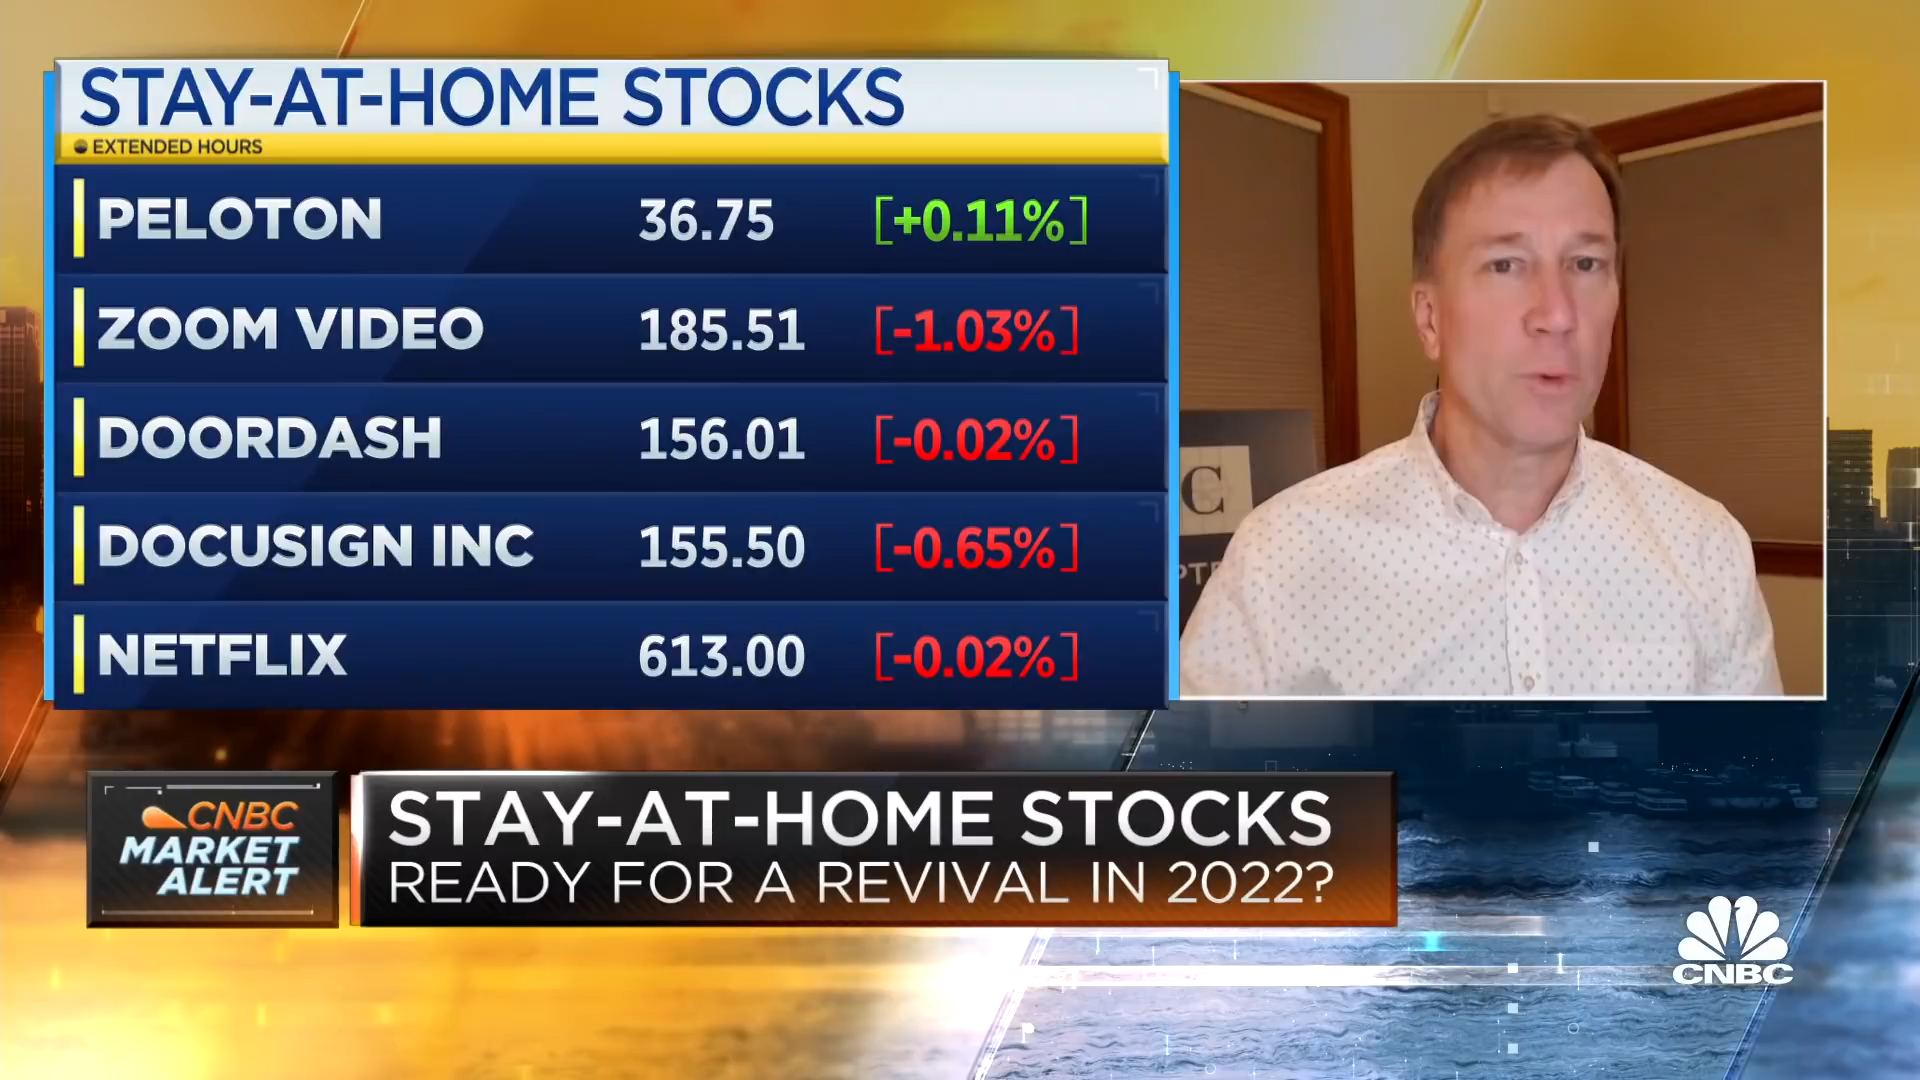 STAY-AT-HOME STOCKS
EXTENDED HOURS
PELOTON 36.75 [+0.11%]
ZOOM VIDEO 185.51 [-1.03%]
DOORDASH 156.01 [-0.02%]
DOCUSIGN INC 155.50 [-0.65%]
NETFLIX 613.00 [-0.02%]
C
PTE
CNBC
MARKET
ALERT
STAY-AT-HOME STOCKS
READY FOR A REVIVAL IN 2022?
CNBC